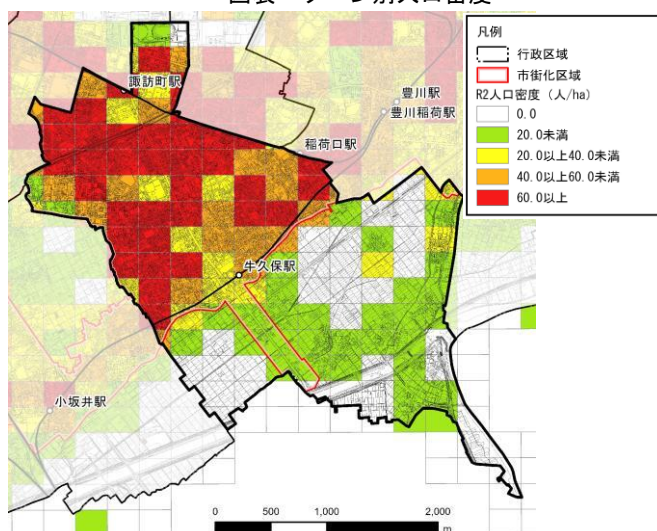 凡例
行政区域
市街化区域
R2人口密度（人/ha）
0.0
20.0未満
20.0以上40.0未満
40.0以上60.0未満
60.0以上
諏訪町駅
豊川駅
豊川稲荷駅
稲荷口駅
牛久保駅
小坂井駅
0 500 1,000 2,000
m